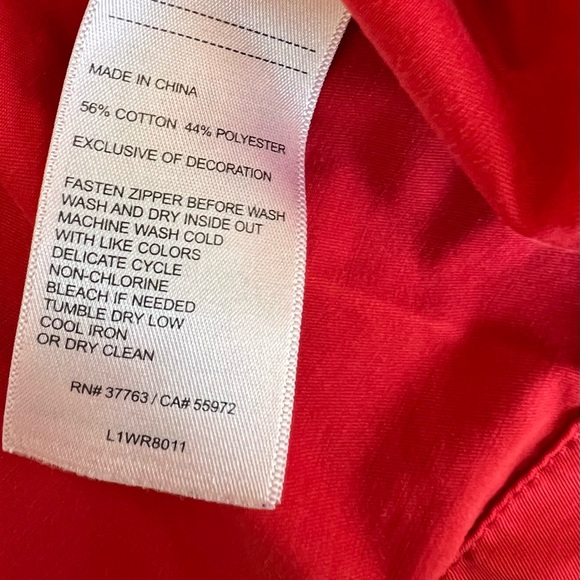 MADE IN CHINA
56% COTTON 44% POLYESTER
EXCLUSIVE OF DECORATION
FASTEN ZIPPER BEFORE WASH
WASH AND DRY INSIDE OUT
MACHINE WASH COLD
WITH LIKE COLORS
DELICATE CYCLE
NON-CHLORINE
BLEACH IF NEEDED
TUMBLE DRY LOW
COOL IRON
OR DRY CLEAN
RN# 37763 / CA# 55972
L1WR8011